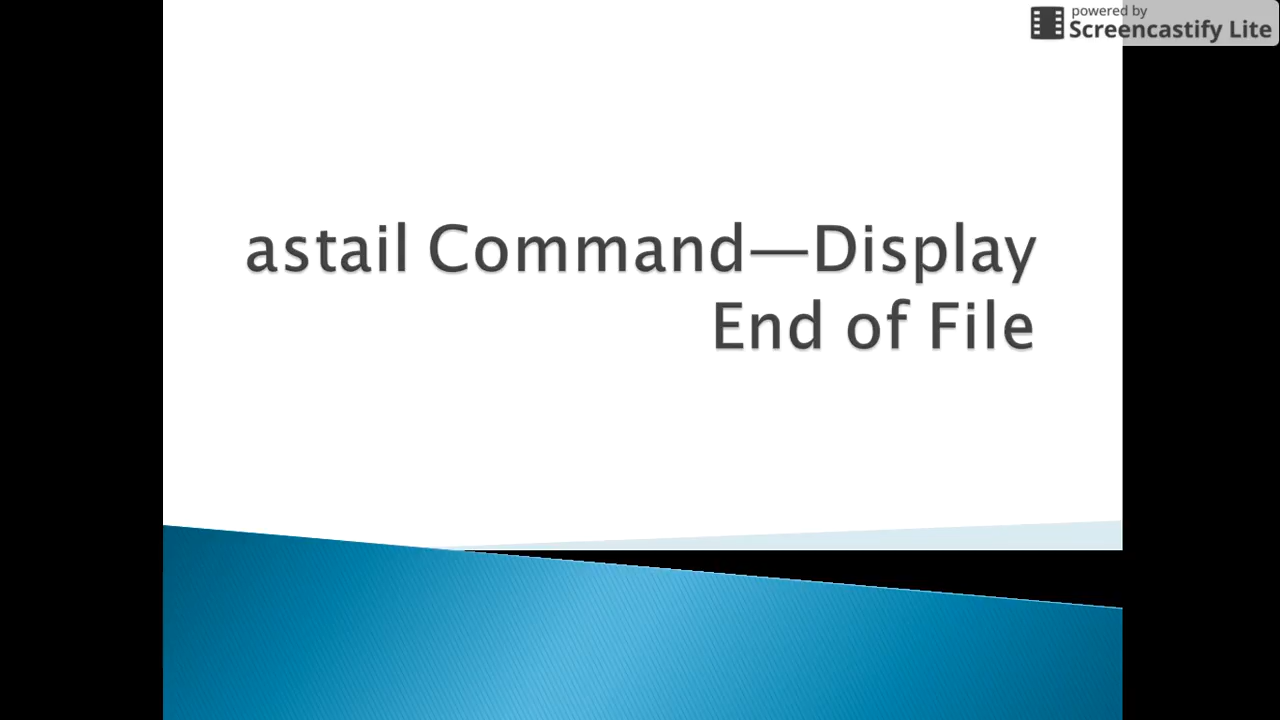 powered by
Screencastify Lite
astail Command—Display
End of File